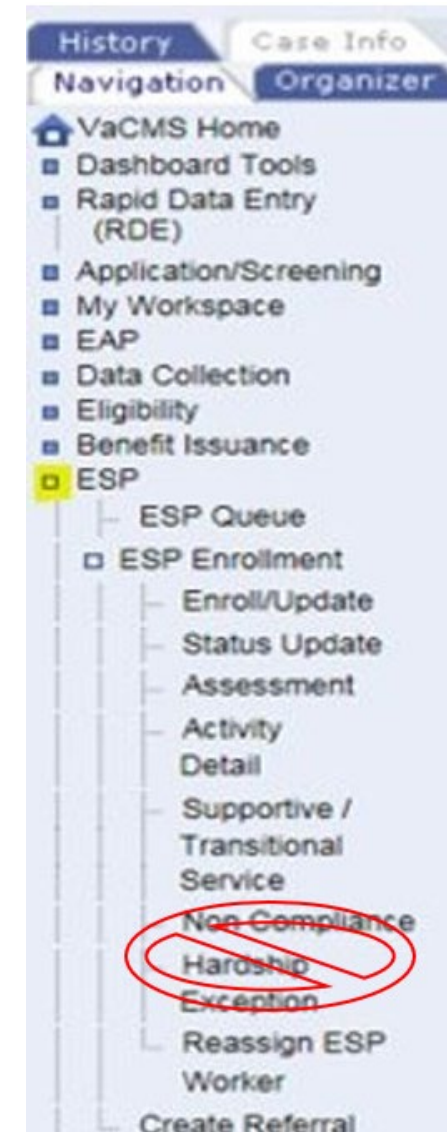 History Case Info
Navigation Organizer
VaCMS Home
Dashboard Tools
Rapid Data Entry
(RDE)
Application/Screening
My Workspace
EAP
Data Collection
Eligibility
Benefit Issuance
ESP
ESP Queue
ESP Enrollment
Enroll/Update
Status Update
Assessment
Activity
Detail
Supportive /
Transitional
Service
Non Compliance
Hardship
Exception
Reassign ESP
Worker
Create Referral